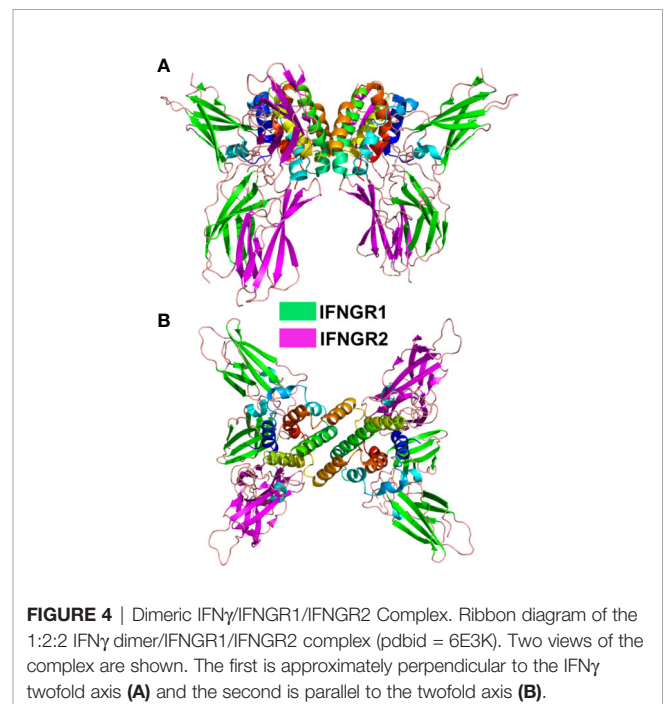 A
IFNGR1
IFNGR2
B
FIGURE 4 | Dimeric IFNγ/IFNGR1/IFNGR2 Complex. Ribbon diagram of the
1:2:2 IFNγ dimer/IFNGR1/IFNGR2 complex (pdbid = 6E3K). Two views of the
complex are shown. The first is approximately perpendicular to the IFNγ
twofold axis (A) and the second is parallel to the twofold axis (B).